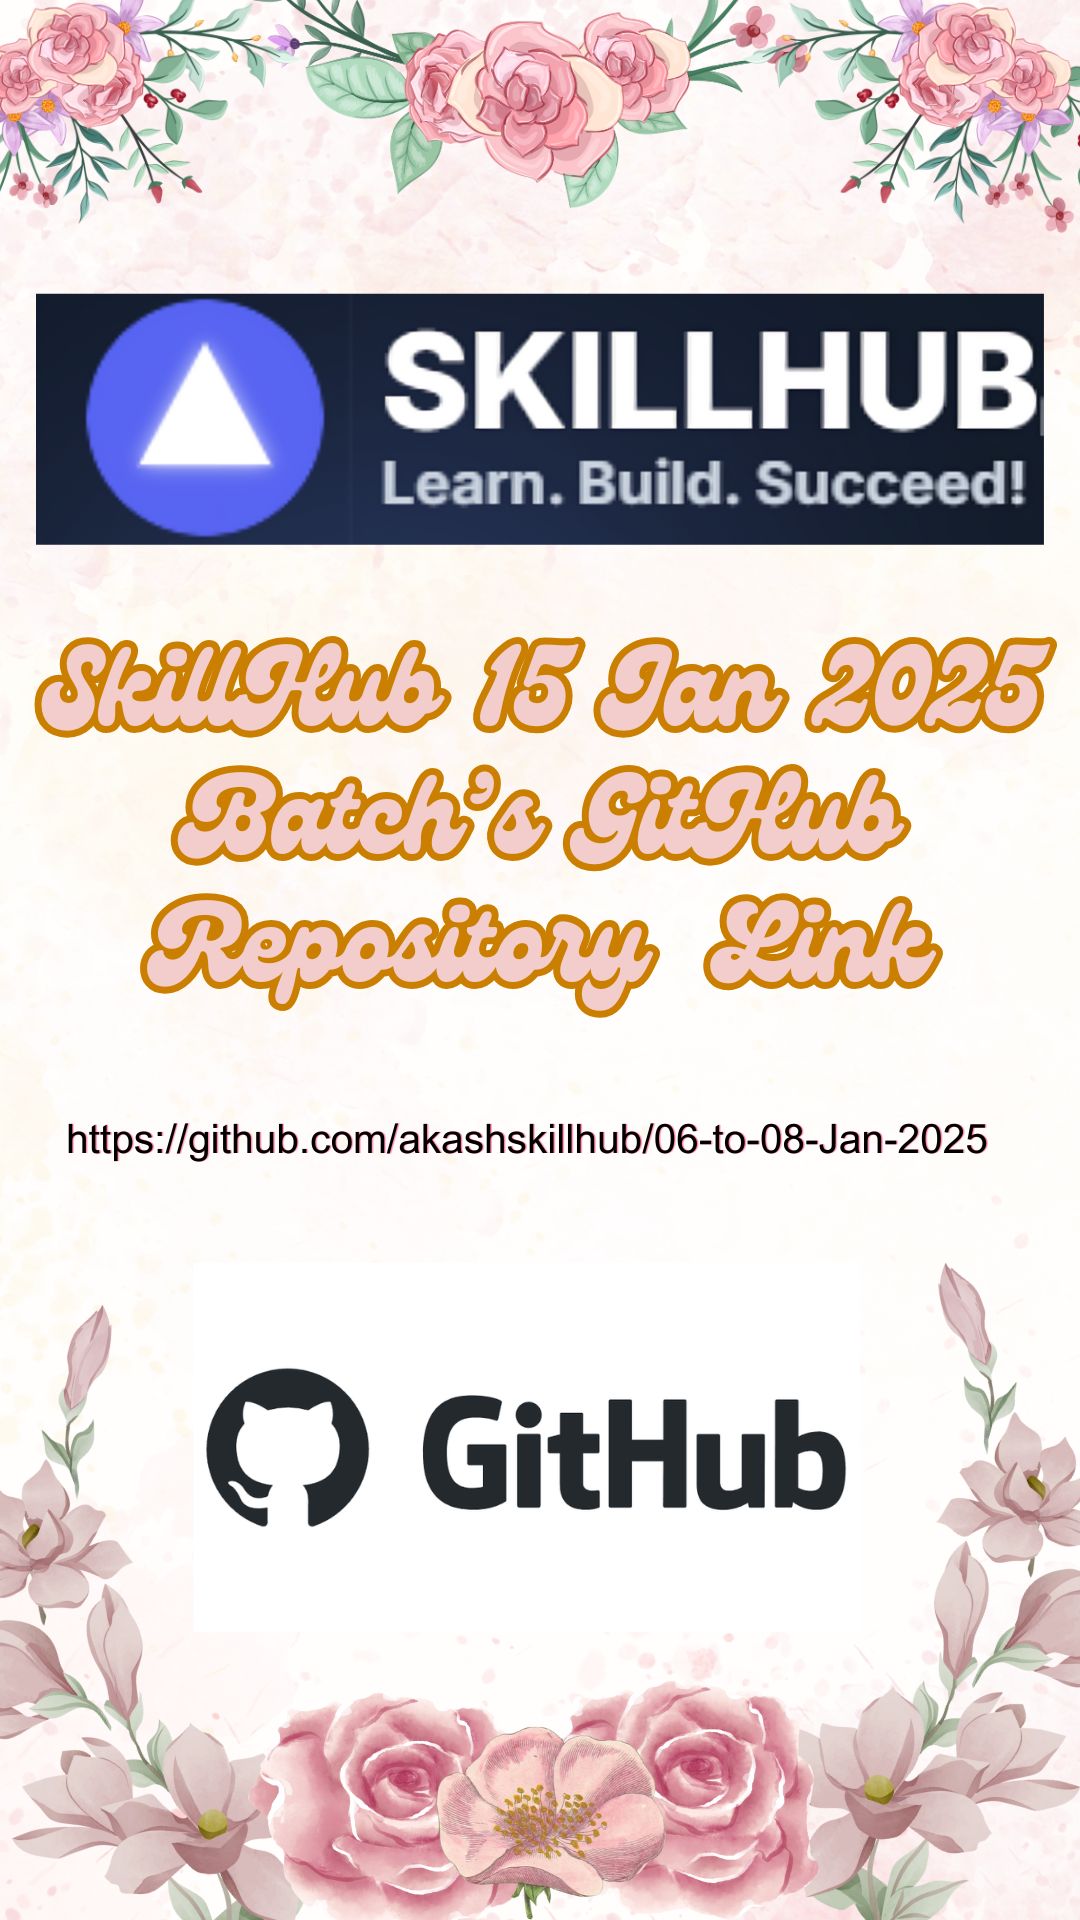 SKILLHUB
Learn. Build. Succeed!
SkillHub 15 Jan 2025
Batch's GitHub
Repository Link
https://github.com/akashskillhub/06-to-08-Jan-2025
GitHub